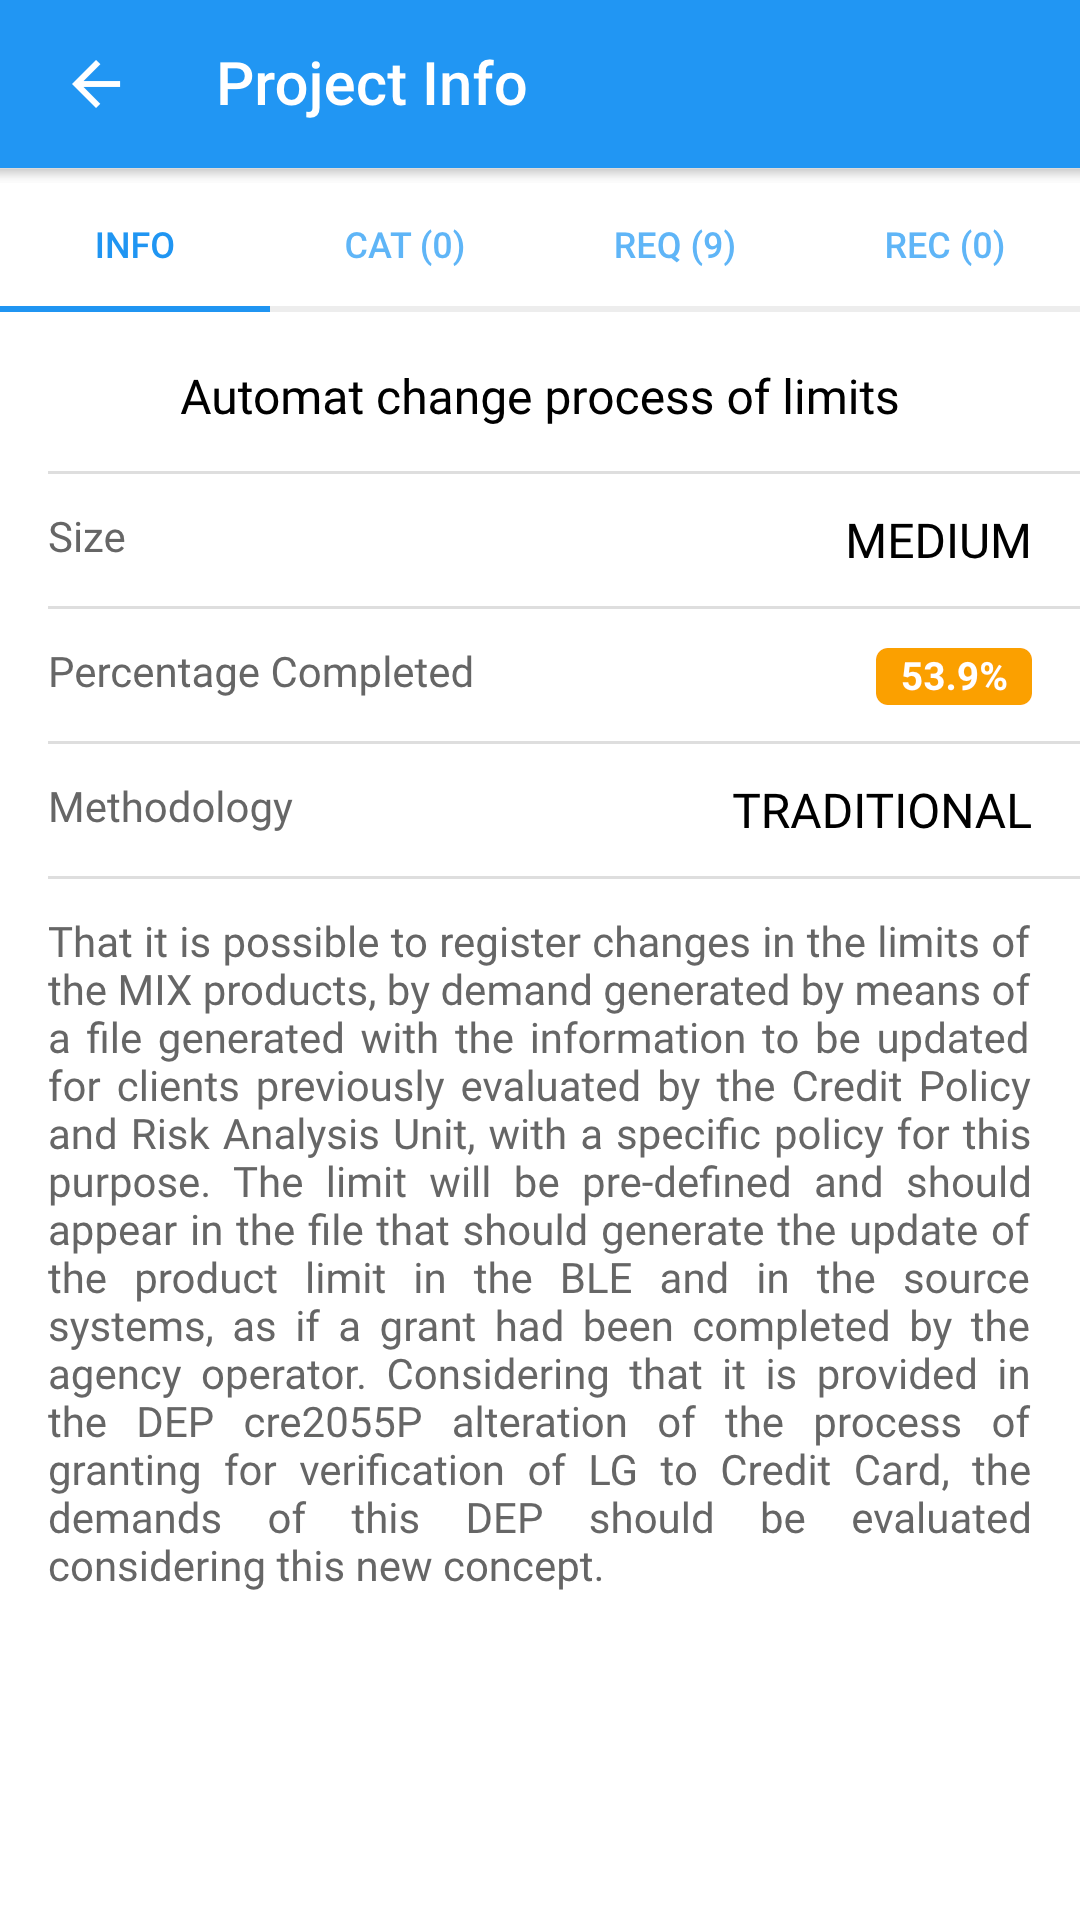 Project Info
INFO
CAT (0)
REQ (9)
REC (0)
Automat change process of limits
Size
MEDIUM
Percentage Completed
53.9%
Methodology
TRADITIONAL
That it is possible to register changes in the limits of
the MIX products, by demand generated by means of
a file generated with the information to be updated
for clients previously evaluated by the Credit Policy
and Risk Analysis Unit, with a specific policy for this
purpose. The limit will be pre-defined and should
appear in the file that should generate the update of
the product limit in the BLE and in the source
systems, as if a grant had been completed by the
agency operator. Considering that it is provided in
the DEP cre2055P alteration of the process of
granting for verification of LG to Credit Card, the
demands of this DEP should be evaluated
considering this new concept.